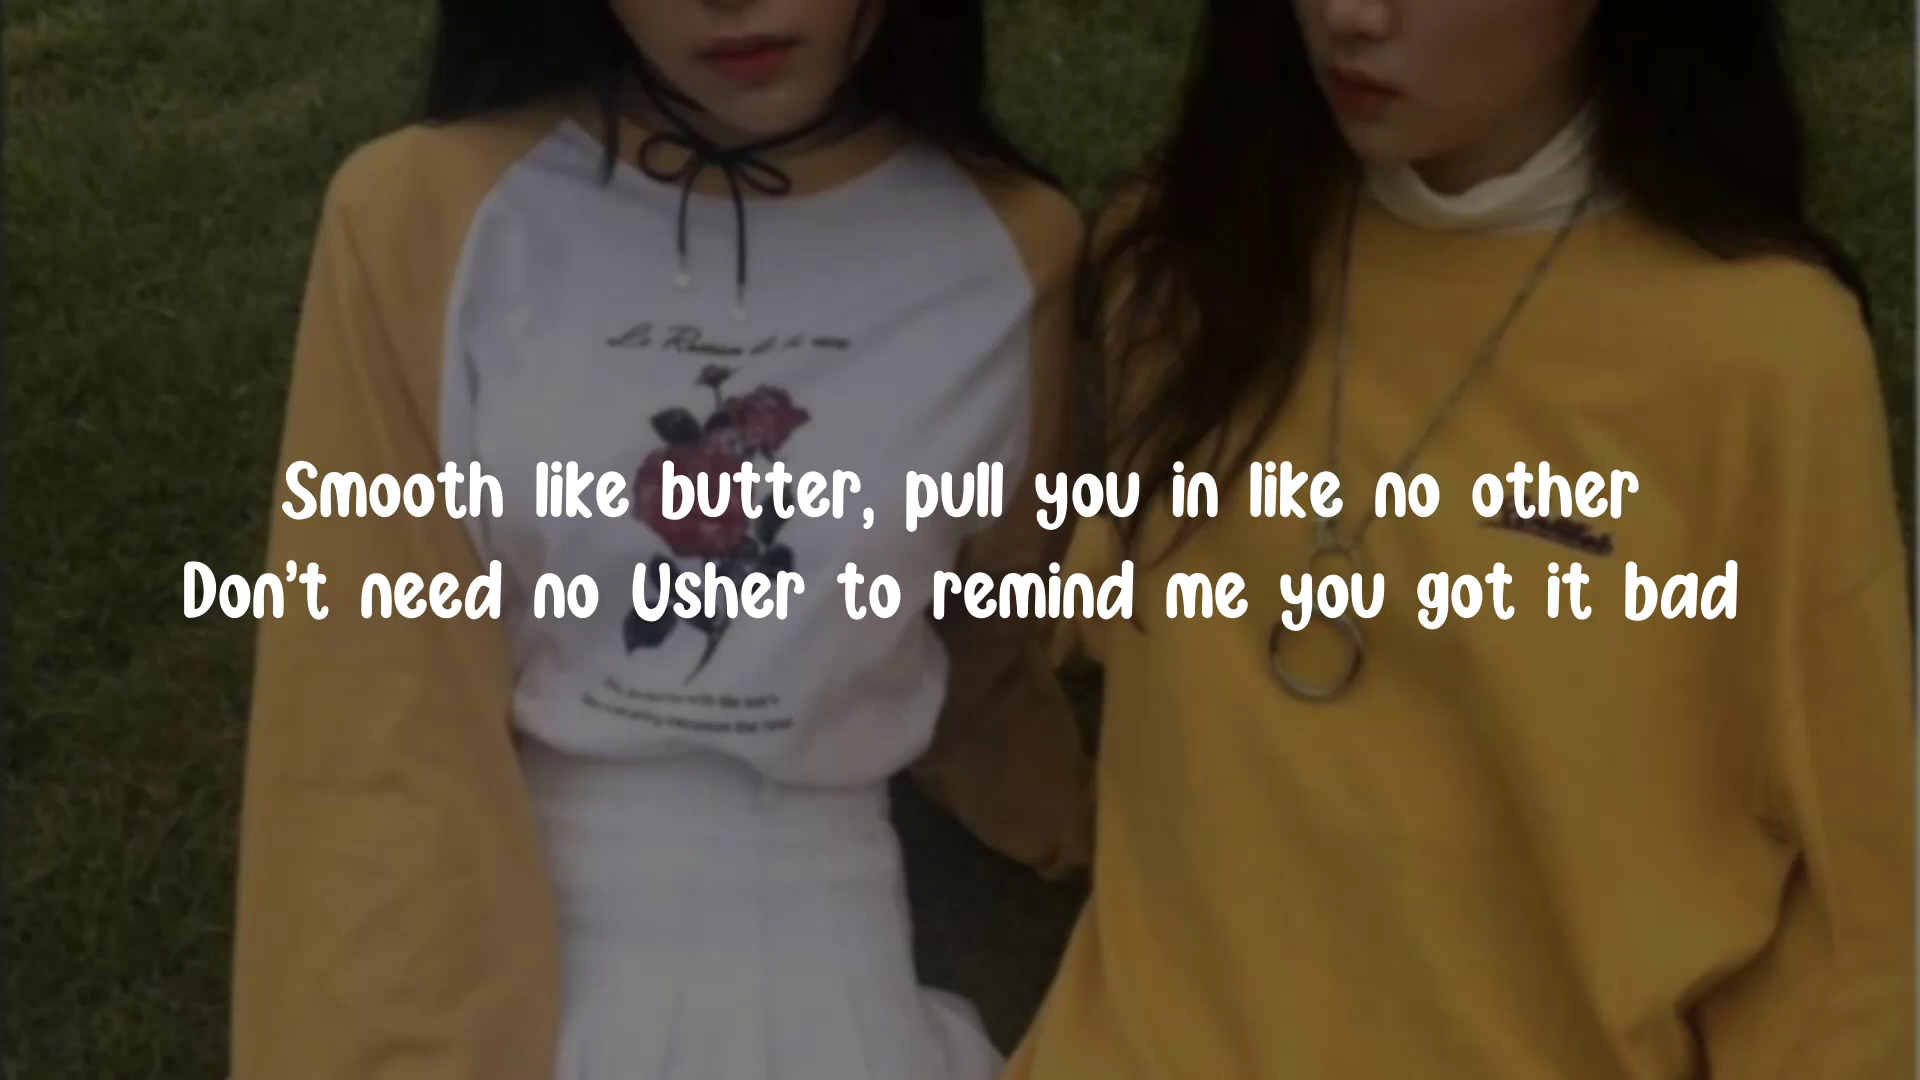 Smooth like butter, pull you in like no other
Don't need no Usher to remind me you got it bad